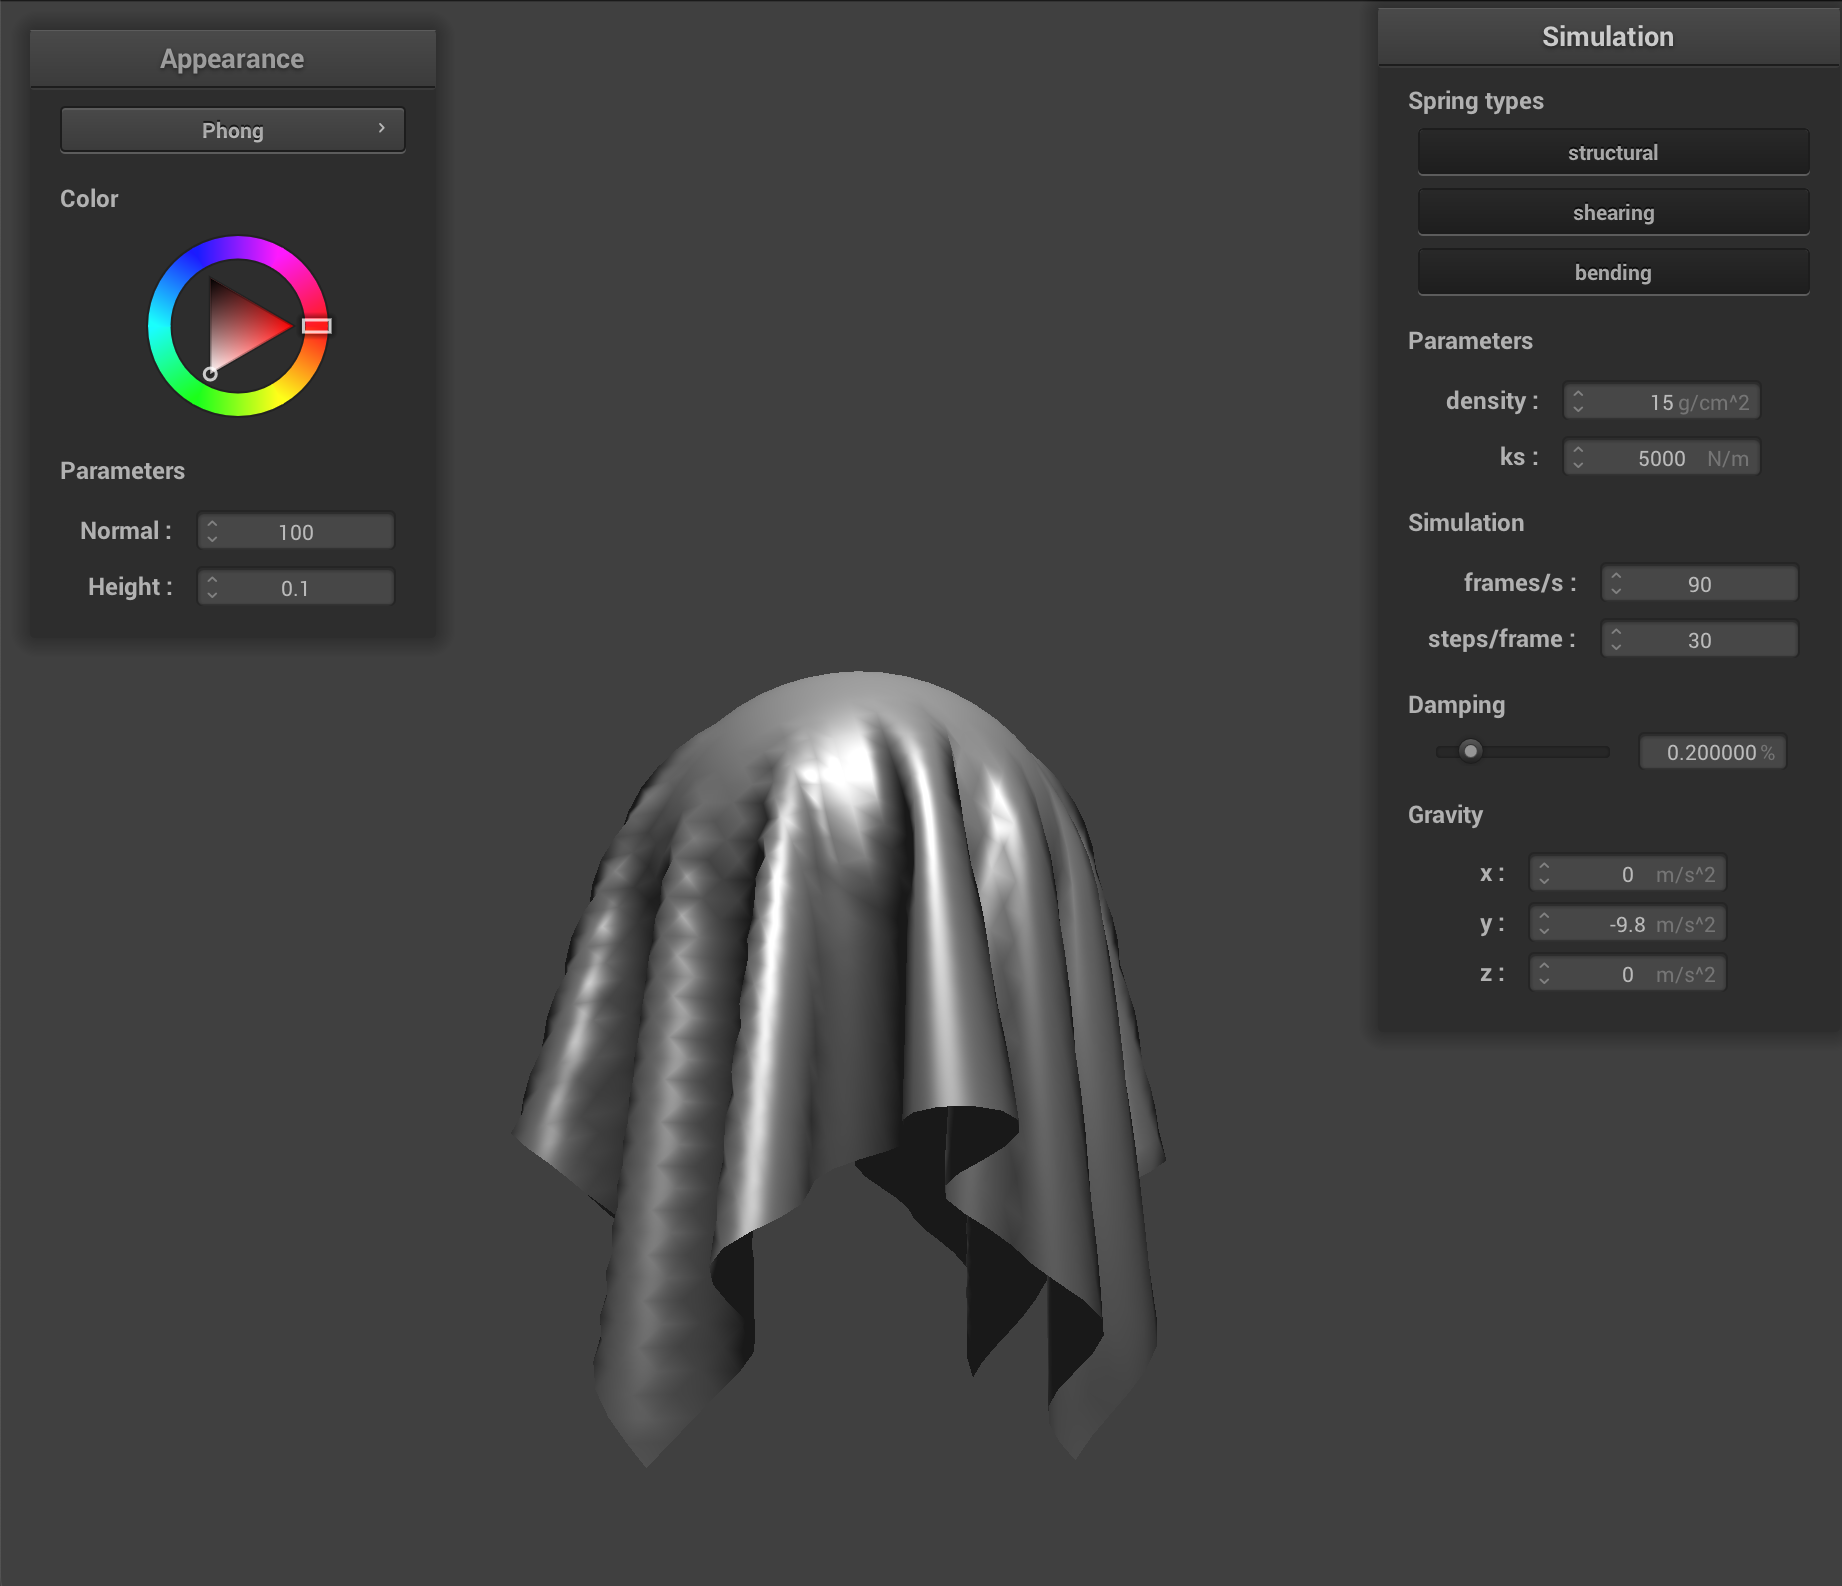 Appearance
Phong
Color
Parameters
Normal : 100
Height : 0.1
Simulation
Spring types
structural
shearing
bending
Parameters
density : 15 g/cm^2
ks : 5000 N/m
Simulation
frames/s : 90
steps/frame : 30
Damping
0.200000 %
Gravity
x : 0 m/s^2
y : -9.8 m/s^2
z : 0 m/s^2